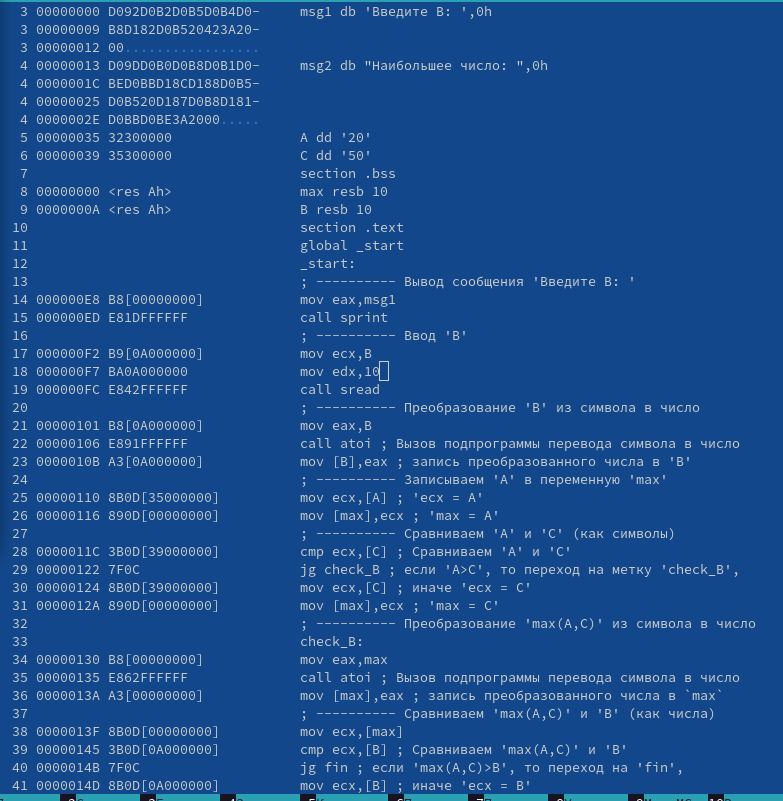 3 00000000 D092D0B2D0B5D0B4D0- msg1 db 'Введите B: ',0h
3 00000009 B8D182D0B520423A20-
3 00000012 00.................
4 00000013 D09DD0B0D0B8D0B1D0- msg2 db "Наибольшее число: ",0h
4 0000001C BED0BBD18CD188D0B5-
4 00000025 D0B520D187D0B8D181-
4 0000002E D0BBD0BE3A2000.....
5 00000035 32300000 A dd '20'
6 00000039 35300000 C dd '50'
7 section .bss
8 00000000 <res Ah> max resb 10
9 0000000A <res Ah> B resb 10
10 section .text
11 global _start
12 _start:
13 ; ---------- Вывод сообщения 'Введите B: '
14 000000E8 B8[00000000] mov eax,msg1
15 000000ED E81DFFFFFF call sprint
16 ; ---------- Ввод 'B'
17 000000F2 B9[0A000000] mov ecx,B
18 000000F7 BA0A000000 mov edx,10
19 000000FC E842FFFFFF call sread
20 ; ---------- Преобразование 'B' из символа в число
21 00000101 B8[0A000000] mov eax,B
22 00000106 E891FFFFFF call atoi ; Вызов подпрограммы перевода символа в число
23 0000010B A3[0A000000] mov [B],eax ; запись преобразованного числа в 'B'
24 ; ---------- Записываем 'A' в переменную 'max'
25 00000110 8B0D[35000000] mov ecx,[A] ; 'ecx = A'
26 00000116 890D[00000000] mov [max],ecx ; 'max = A'
27 ; ---------- Сравниваем 'A' и 'C' (как символы)
28 0000011C 3B0D[39000000] cmp ecx,[C] ; Сравниваем 'A' и 'C'
29 00000122 7F0C jg check_B ; если 'A>C', то переход на метку 'check_B',
30 00000124 8B0D[39000000] mov ecx,[C] ; иначе 'ecx = C'
31 0000012A 890D[00000000] mov [max],ecx ; 'max = C'
32 ; ---------- Преобразование 'max(A,C)' из символа в число
33 check_B:
34 00000130 B8[00000000] mov eax,max
35 00000135 E862FFFFFF call atoi ; Вызов подпрограммы перевода символа в число
36 0000013A A3[00000000] mov [max],eax ; запись преобразованного числа в `max`
37 ; ---------- Сравниваем 'max(A,C)' и 'B' (как числа)
38 0000013F 8B0D[00000000] mov ecx,[max]
39 00000145 3B0D[0A000000] cmp ecx,[B] ; Сравниваем 'max(A,C)' и 'B'
40 0000014B 7F0C jg fin ; если 'max(A,C)>B', то переход на 'fin',
41 0000014D 8B0D[0A000000] mov ecx,[B] ; иначе 'ecx = B'